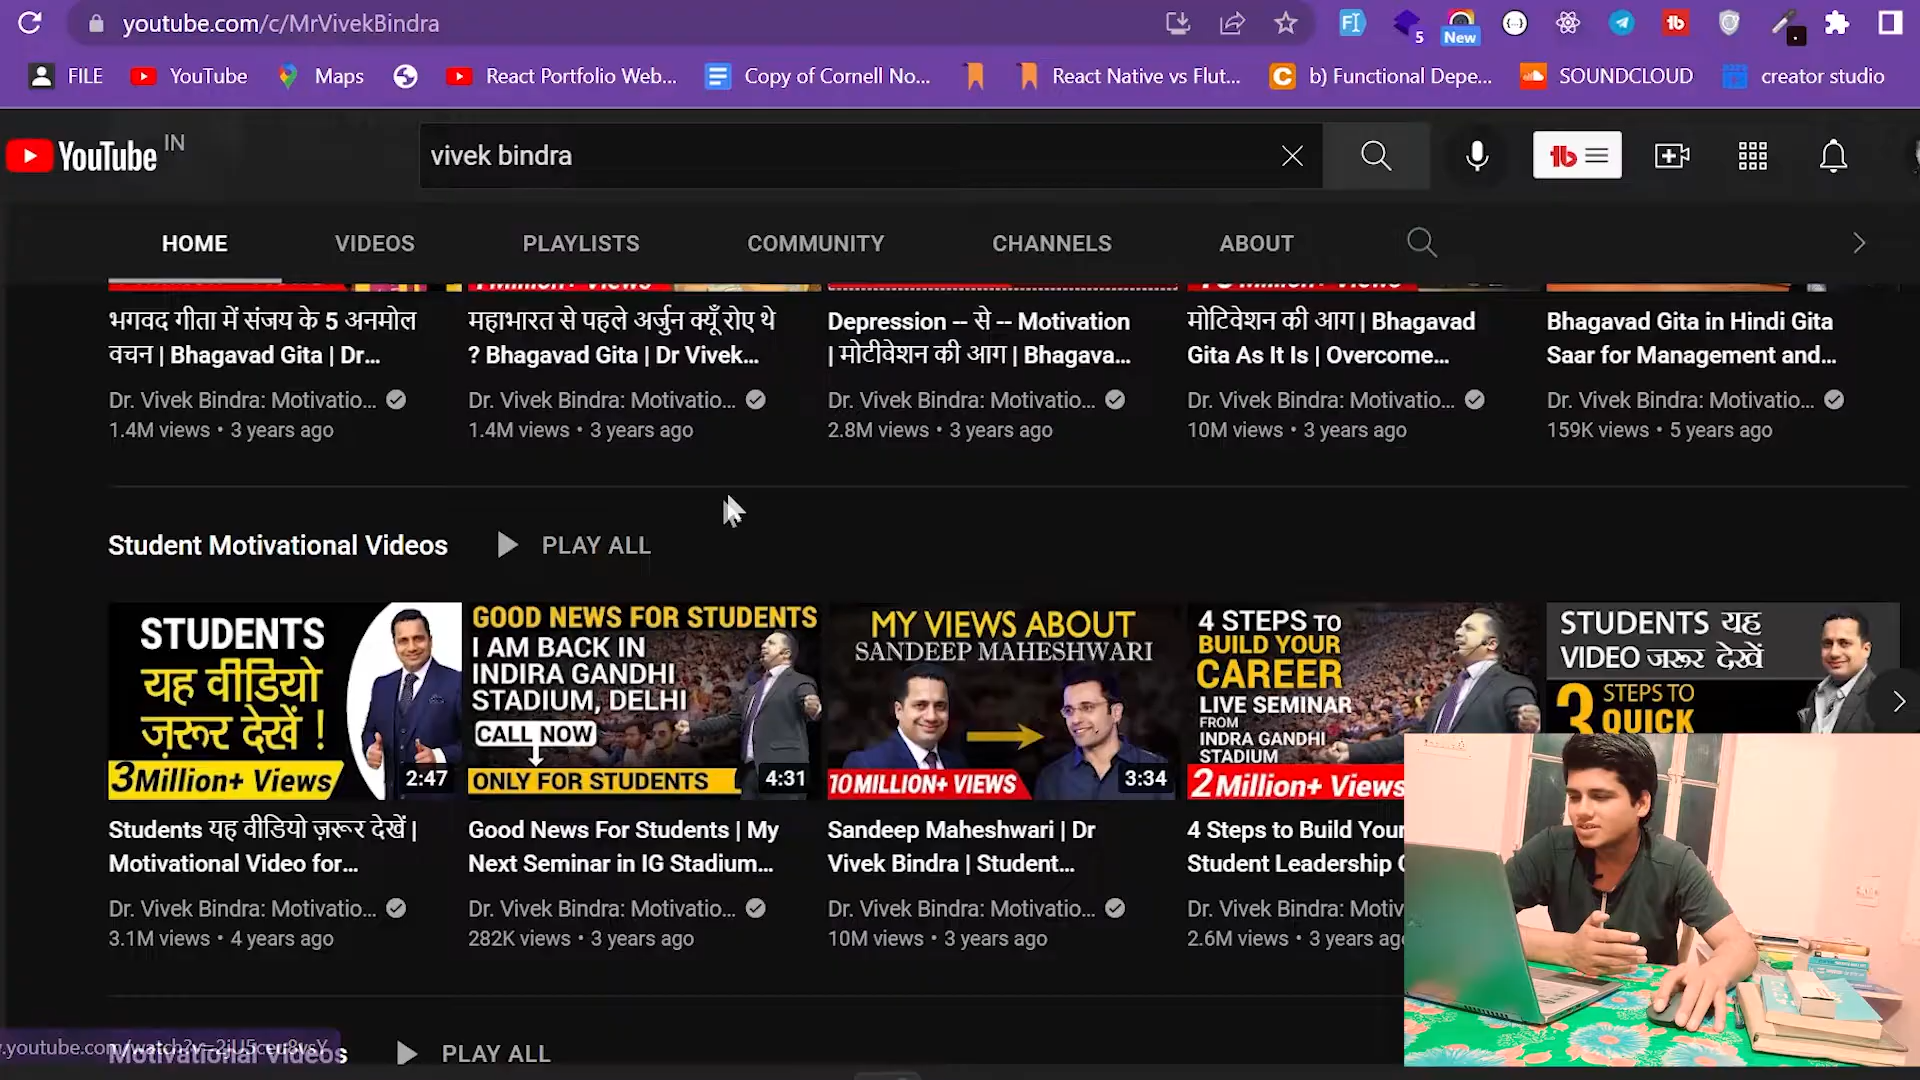 youtube.com/c/MrVivekBindra
5
New
FILE
YouTube
Maps
React Portfolio Web...
Copy of Cornell No...
React Native vs Flut...
b) Functional Depe...
SOUNDCLOUD
creator studio
YouTube IN
vivek bindra
HOME
VIDEOS
PLAYLISTS
COMMUNITY
CHANNELS
ABOUT
भगवद गीता में संजय के 5 अनमोल
वचन | Bhagavad Gita | Dr...
Dr. Vivek Bindra: Motivatio...
1.4M views • 3 years ago
महाभारत से पहले अर्जुन क्यूँ रोए थे
? Bhagavad Gita | Dr Vivek...
Dr. Vivek Bindra: Motivatio...
1.4M views • 3 years ago
Depression -- से -- Motivation
| मोटीवेशन की आग | Bhagava...
Dr. Vivek Bindra: Motivatio...
2.8M views • 3 years ago
मोटिवेशन की आग | Bhagavad
Gita As It Is | Overcome...
Dr. Vivek Bindra: Motivatio...
10M views • 3 years ago
Bhagavad Gita in Hindi Gita
Saar for Management and...
Dr. Vivek Bindra: Motivatio...
159K views • 5 years ago
Student Motivational Videos
PLAY ALL
STUDENTS
यह वीडियो
ज़रूर देखें !
3Million+ Views
2:47
GOOD NEWS FOR STUDENTS
I AM BACK IN
INDIRA GANDHI
STADIUM, DELHI
CALL NOW
ONLY FOR STUDENTS
4:31
MY VIEWS ABOUT
SANDEEP MAHESHWARI
10MILLION+ VIEWS
3:34
4 STEPS TO
BUILD YOUR
CAREER
LIVE SEMINAR
FROM
INDRA GANDHI
STADIUM
2Million+ Views
STUDENTS यह
VIDEO जरूर देखें
3 STEPS TO
QUICK
Students यह वीडियो ज़रूर देखें |
Motivational Video for...
Dr. Vivek Bindra: Motivatio...
3.1M views • 4 years ago
Good News For Students | My
Next Seminar in IG Stadium...
Dr. Vivek Bindra: Motivatio...
282K views • 3 years ago
Sandeep Maheshwari | Dr
Vivek Bindra | Student...
Dr. Vivek Bindra: Motivatio...
10M views • 3 years ago
4 Steps to Build Your
Student Leadership
Dr. Vivek Bindra: Motiv
2.6M views • 3 years
Motivational Videos
PLAY ALL